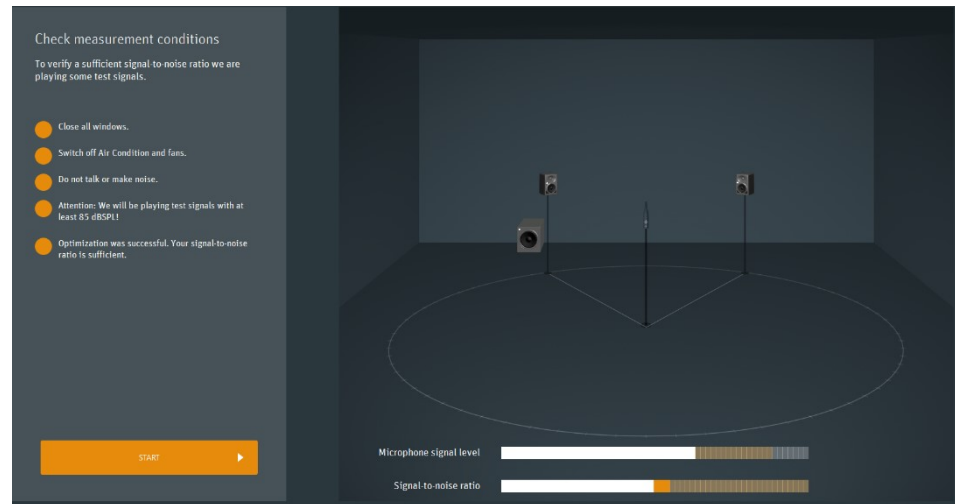 Check measurement conditions
To verify a sufficient signal-to-noise ratio we are
playing some test signals.
Close all windows.
Switch off Air Condition and fans.
Do not talk or make noise.
Attention: We will be playing test signals with at
least 85 dBSPL!
Optimization was successful. Your signal-to-noise
ratio is sufficient.
START
Microphone signal level
Signal-to-noise ratio